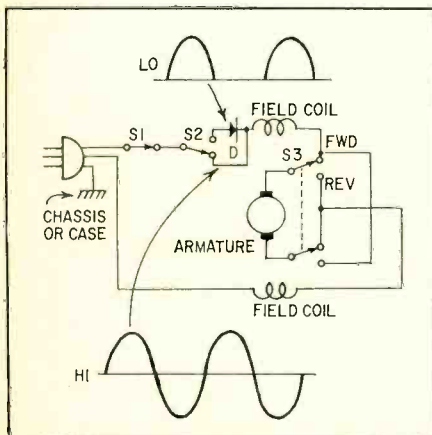 LO
FIELD COIL
S1
S2
D
S3
FWD
REV
CHASSIS
OR CASE
ARMATURE
FIELD COIL
HI